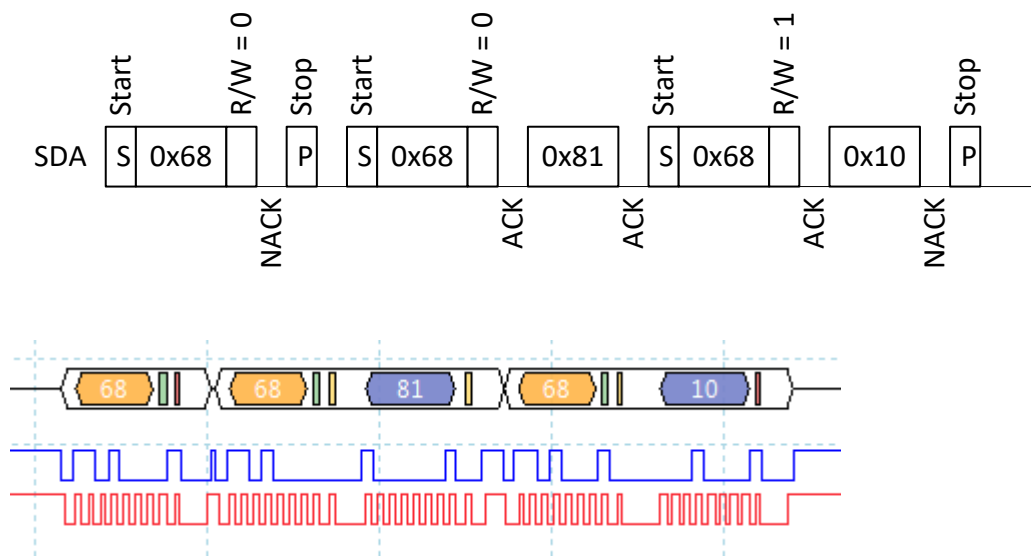 Start R/W = 0 Stop Start R/W = 0 Start R/W = 1 Stop
SDA S 0x68 P S 0x68 0x81 S 0x68 0x10 P
NACK ACK ACK ACK NACK
68 68 81 68 10